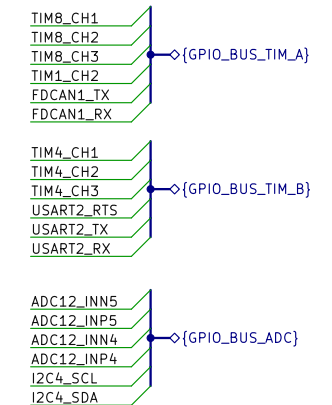 TIM8_CH1
TIM8_CH2
TIM8_CH3
TIM1_CH2
FDCAN1_TX
FDCAN1_RX
{GPIO_BUS_TIM_A}
TIM4_CH1
TIM4_CH2
TIM4_CH3
USART2_RTS
USART2_TX
USART2_RX
{GPIO_BUS_TIM_B}
ADC12_INN5
ADC12_INP5
ADC12_INN4
ADC12_INP4
I2C4_SCL
I2C4_SDA
{GPIO_BUS_ADC}